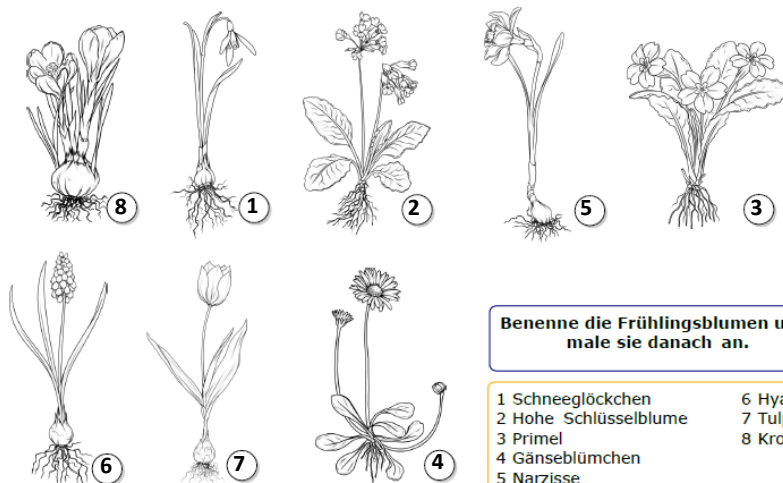 8
1
2
5
3
6
7
4
Benenne die Frühlingsblumen u
male sie danach an.
1 Schneeglöckchen
2 Hohe Schlüsselblume
3 Primel
4 Gänseblümchen
5 Narzisse
6 Hya
7 Tulp
8 Kro